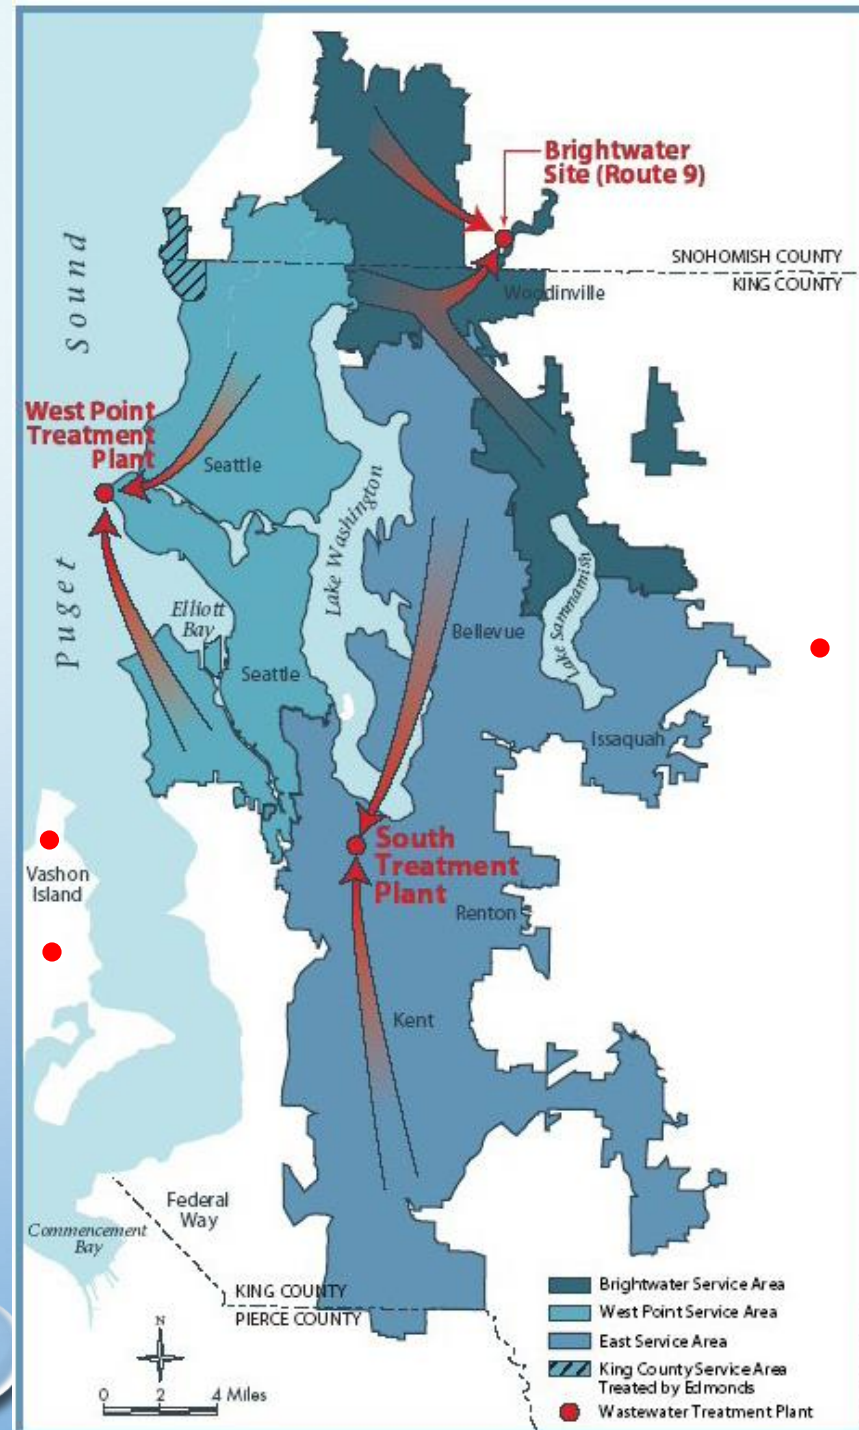 Brightwater
Site (Route 9)
SNOHOMISH COUNTY
KING COUNTY
Woodinville
Puget Sound
West Point
Treatment
Plant
Seattle
Lake Washington
Elliott
Bay
Bellevue
Lake Sammamish
Seattle
Issaquah
South
Treatment
Plant
Vashon
Island
Renton
Kent
Federal
Way
Commencement
Bay
KING COUNTY
PIERCE COUNTY
N
0 2 4 Miles
Brightwater Service Area
West Point Service Area
East Service Area
King County Service Area
Treated by Edmonds
Wastewater Treatment Plant